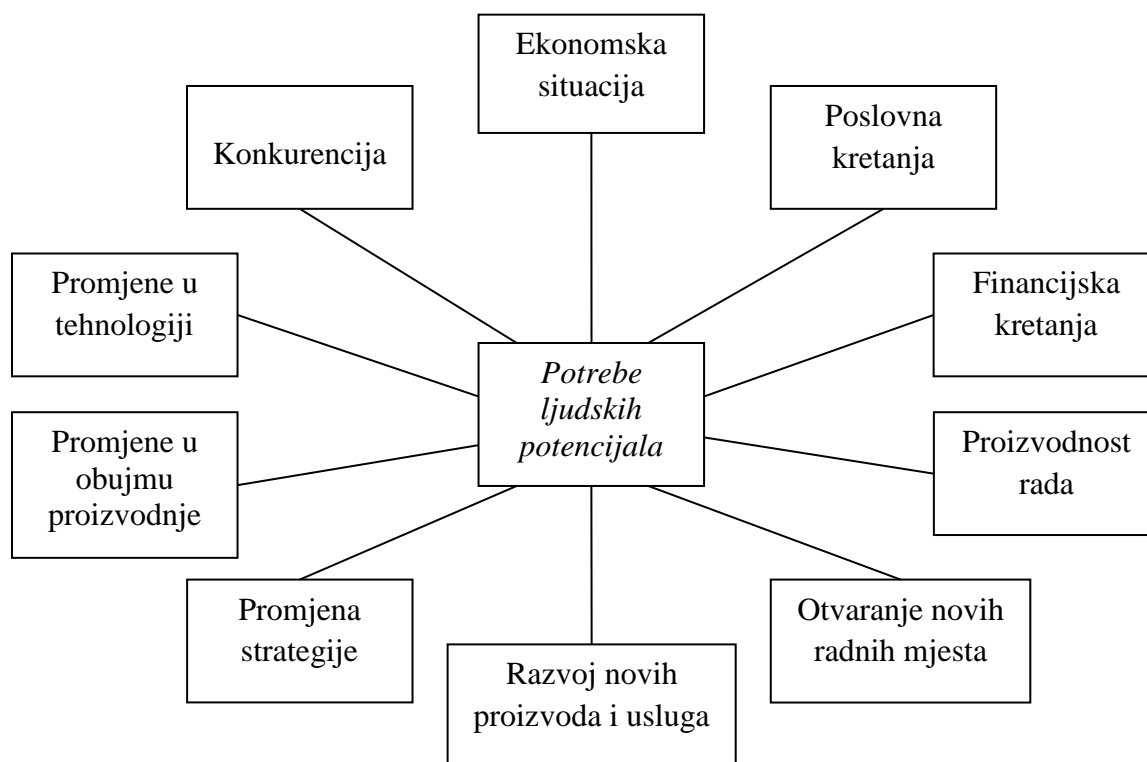 Ekonomska
situacija
Konkurencija
Poslovna
kretanja
Promjene u
tehnologiji
Financijska
kretanja
Potrebe
ljudskih
potencijala
Promjene u
obujmu
proizvodnje
Proizvodnost
rada
Promjena
strategije
Otvaranje novih
radnih mjesta
Razvoj novih
proizvoda i usluga